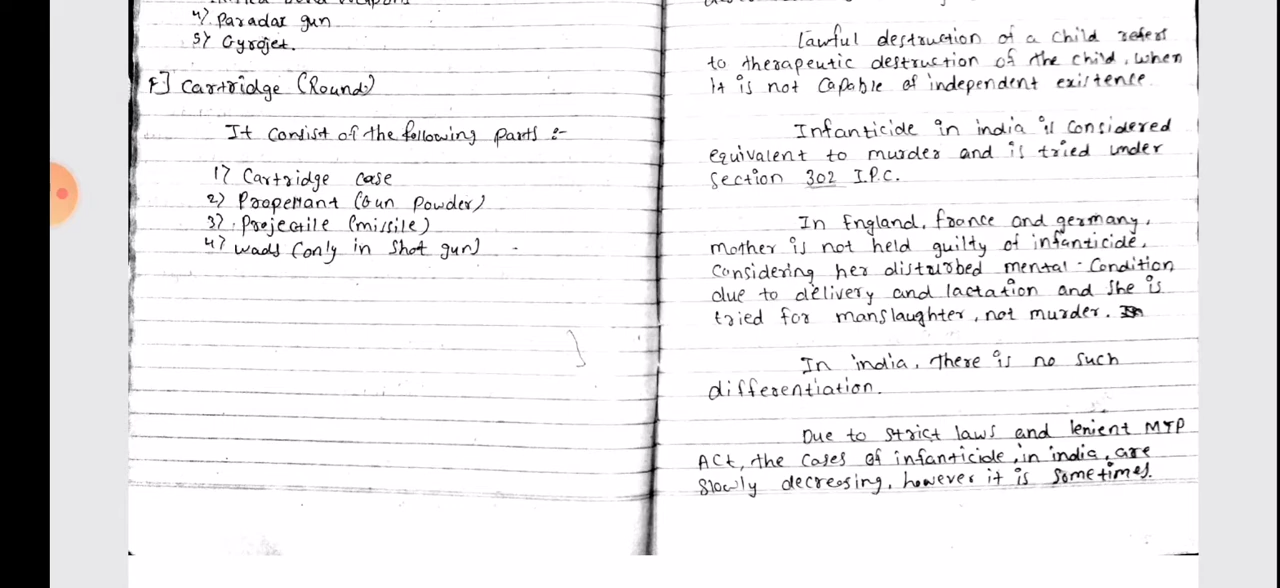 4) Paradar gun
5) Gyrojet.
F] Cartridge (Round)
It consist of the following parts :-
1) Cartridge case
2) Propellant (Gun Powder)
3) Projectile (missile)
4) Wads (only in shot gun)
Lawful destruction of a child refers
to therapeutic destruction of the child, when
it is not capable of independent existence.
Infanticide in india is considered
equivalent to murder and is tried under
Section 302 I.P.C.
In England, france and germany,
mother is not held guilty of infanticide,
Considering her disturbed mental Condition
due to delivery and lactation and she is
tried for manslaughter, not murder.
In india, there is no such
differentiation.
Due to strict laws and lenient MTP
Act, the cases of infanticide, in india, are
slowly decreasing, however it is sometimes.